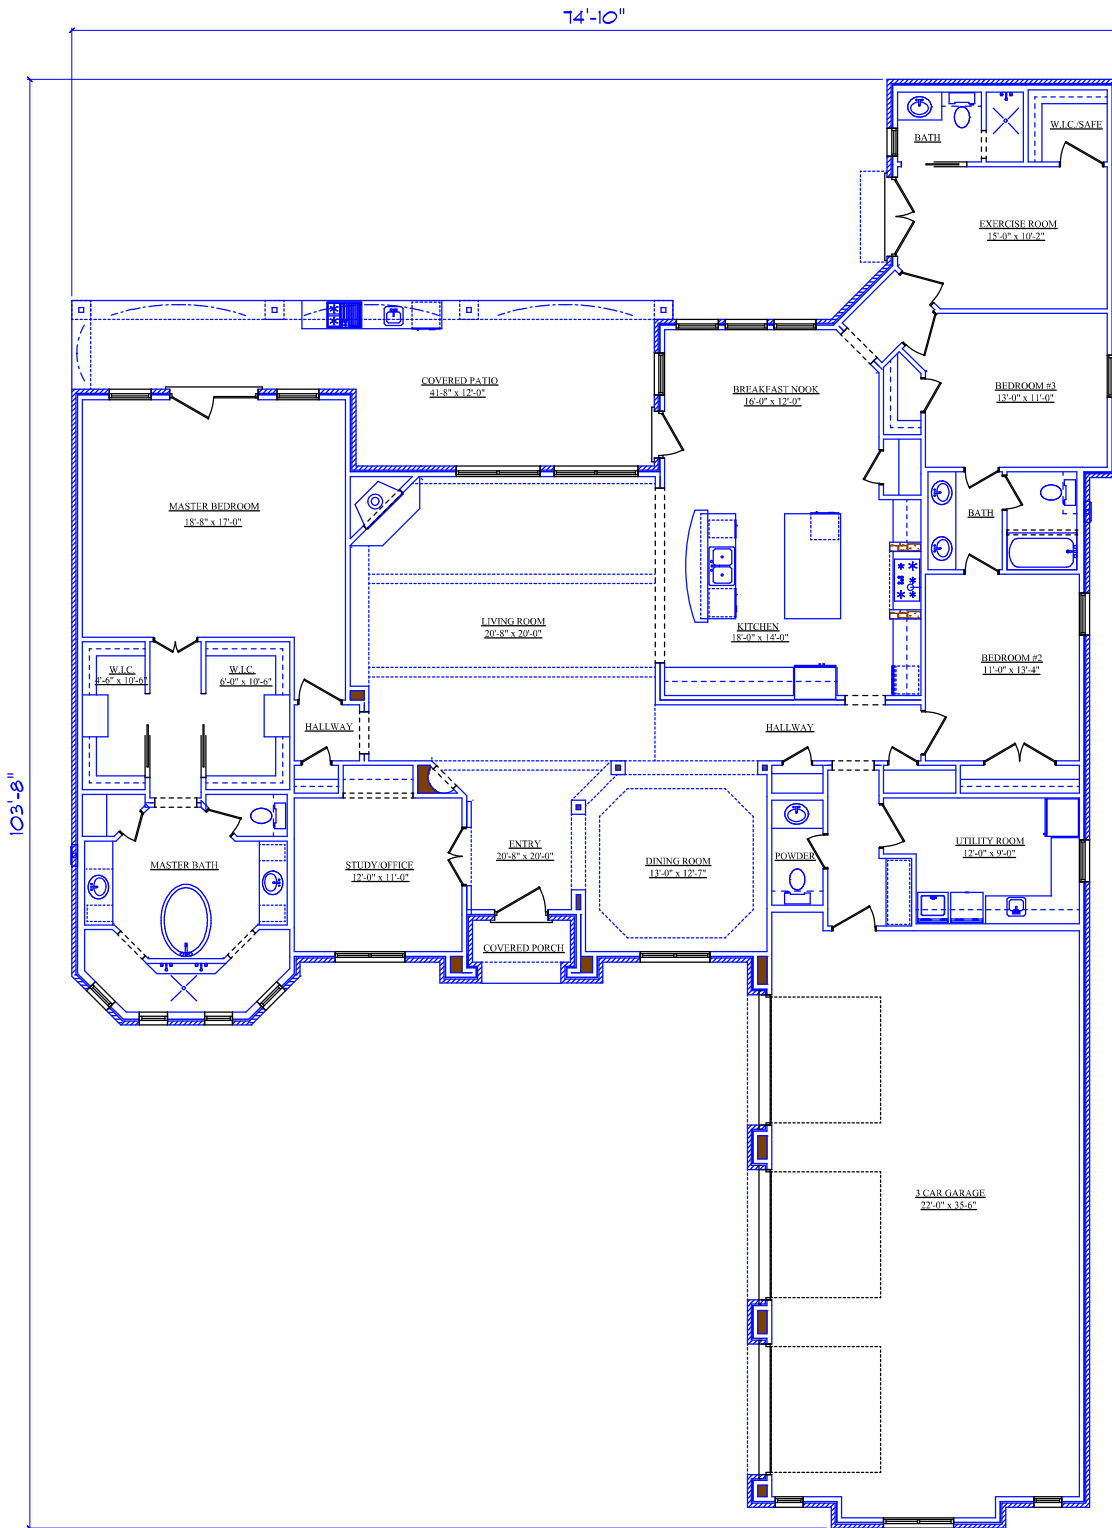 74'-10"
103'-8"
BATH
W.I.C./SAFE
EXERCISE ROOM
15'-0" x 10'-2"
COVERED PATIO
41-8" x 12'-0"
BREAKFAST NOOK
16'-0" x 12'-0"
BEDROOM #3
13'-0" x 11'-0"
MASTER BEDROOM
18'-8" x 17'-0"
BATH
LIVING ROOM
20'-8" x 20'-0"
KITCHEN
18'-0" x 14'-0"
BEDROOM #2
11'-0" x 13'-4"
W.I.C.
4'-6" x 10'-6"
W.I.C.
6'-0" x 10'-6"
HALLWAY
HALLWAY
MASTER BATH
STUDY/OFFICE
12'-0" x 11'-0"
ENTRY
20'-8" x 20'-0"
DINING ROOM
13'-0" x 12'-7"
POWDER
UTILITY ROOM
12'-0" x 9'-0"
COVERED PORCH
3 CAR GARAGE
22'-0" x 35-6"